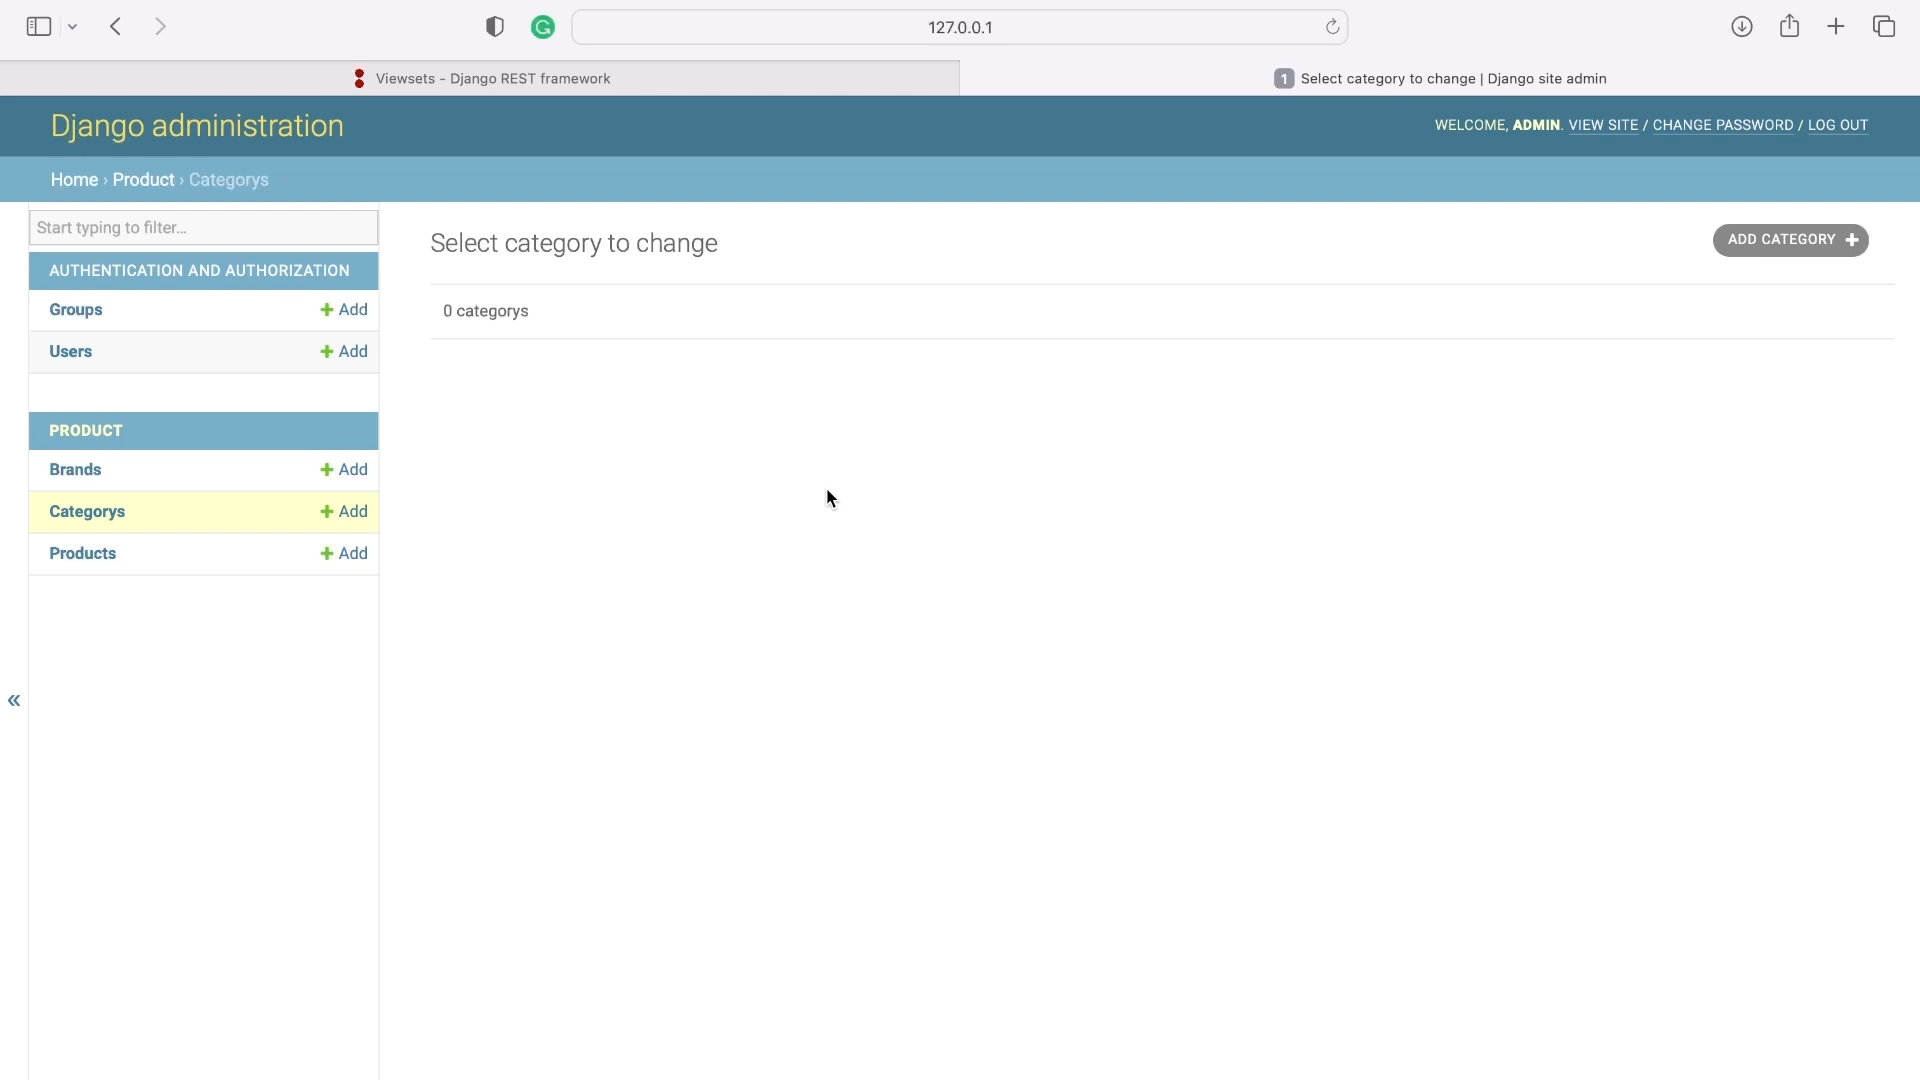 127.0.0.1
Viewsets - Django REST framework
1 Select category to change | Django site admin
Django administration
WELCOME, ADMIN. VIEW SITE / CHANGE PASSWORD / LOG OUT
Home › Product › Categorys
Start typing to filter...
AUTHENTICATION AND AUTHORIZATION
Groups + Add
Users + Add
PRODUCT
Brands + Add
Categorys + Add
Products + Add
«
Select category to change
ADD CATEGORY +
0 categorys